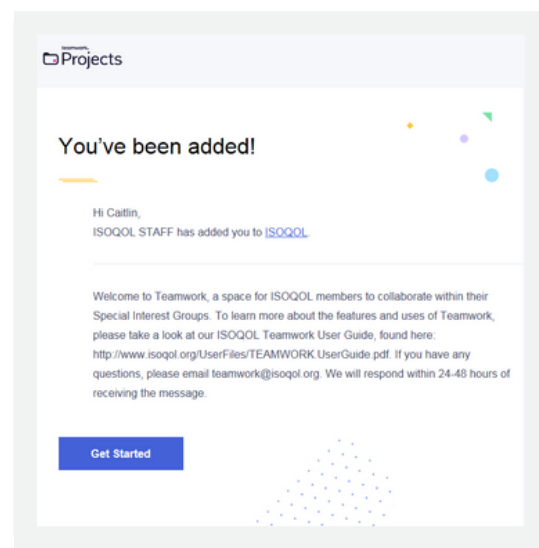 teamwork.
Projects
You've been added!
Hi Caitlin,
ISOQOL STAFF has added you to ISOQOL.
Welcome to Teamwork, a space for ISOQOL members to collaborate within their
Special Interest Groups. To learn more about the features and uses of Teamwork,
please take a look at our ISOQOL Teamwork User Guide, found here:
http://www.isoqol.org/UserFiles/TEAMWORK.UserGuide.pdf. If you have any
questions, please email teamwork@isoqol.org. We will respond within 24-48 hours of
receiving the message.
Get Started